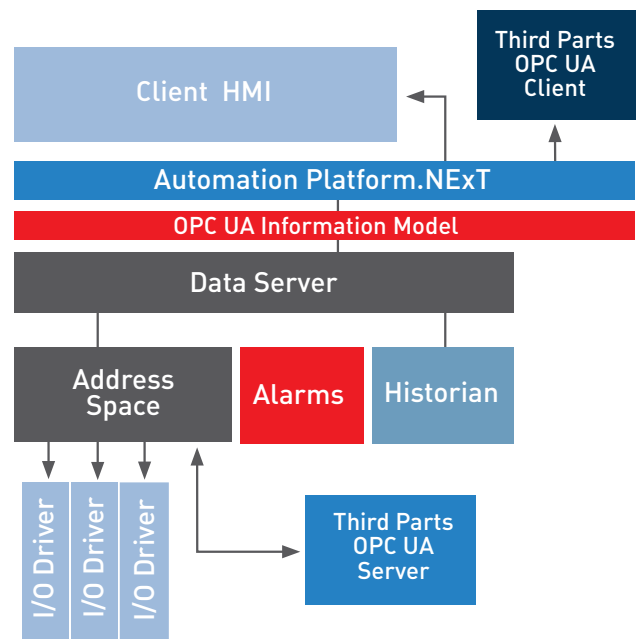 Client HMI
Third Parts
OPC UA
Client
Automation Platform.NExT
OPC UA Information Model
Data Server
Address
Space
Alarms
Historian
I/O Driver
I/O Driver
I/O Driver
Third Parts
OPC UA
Server